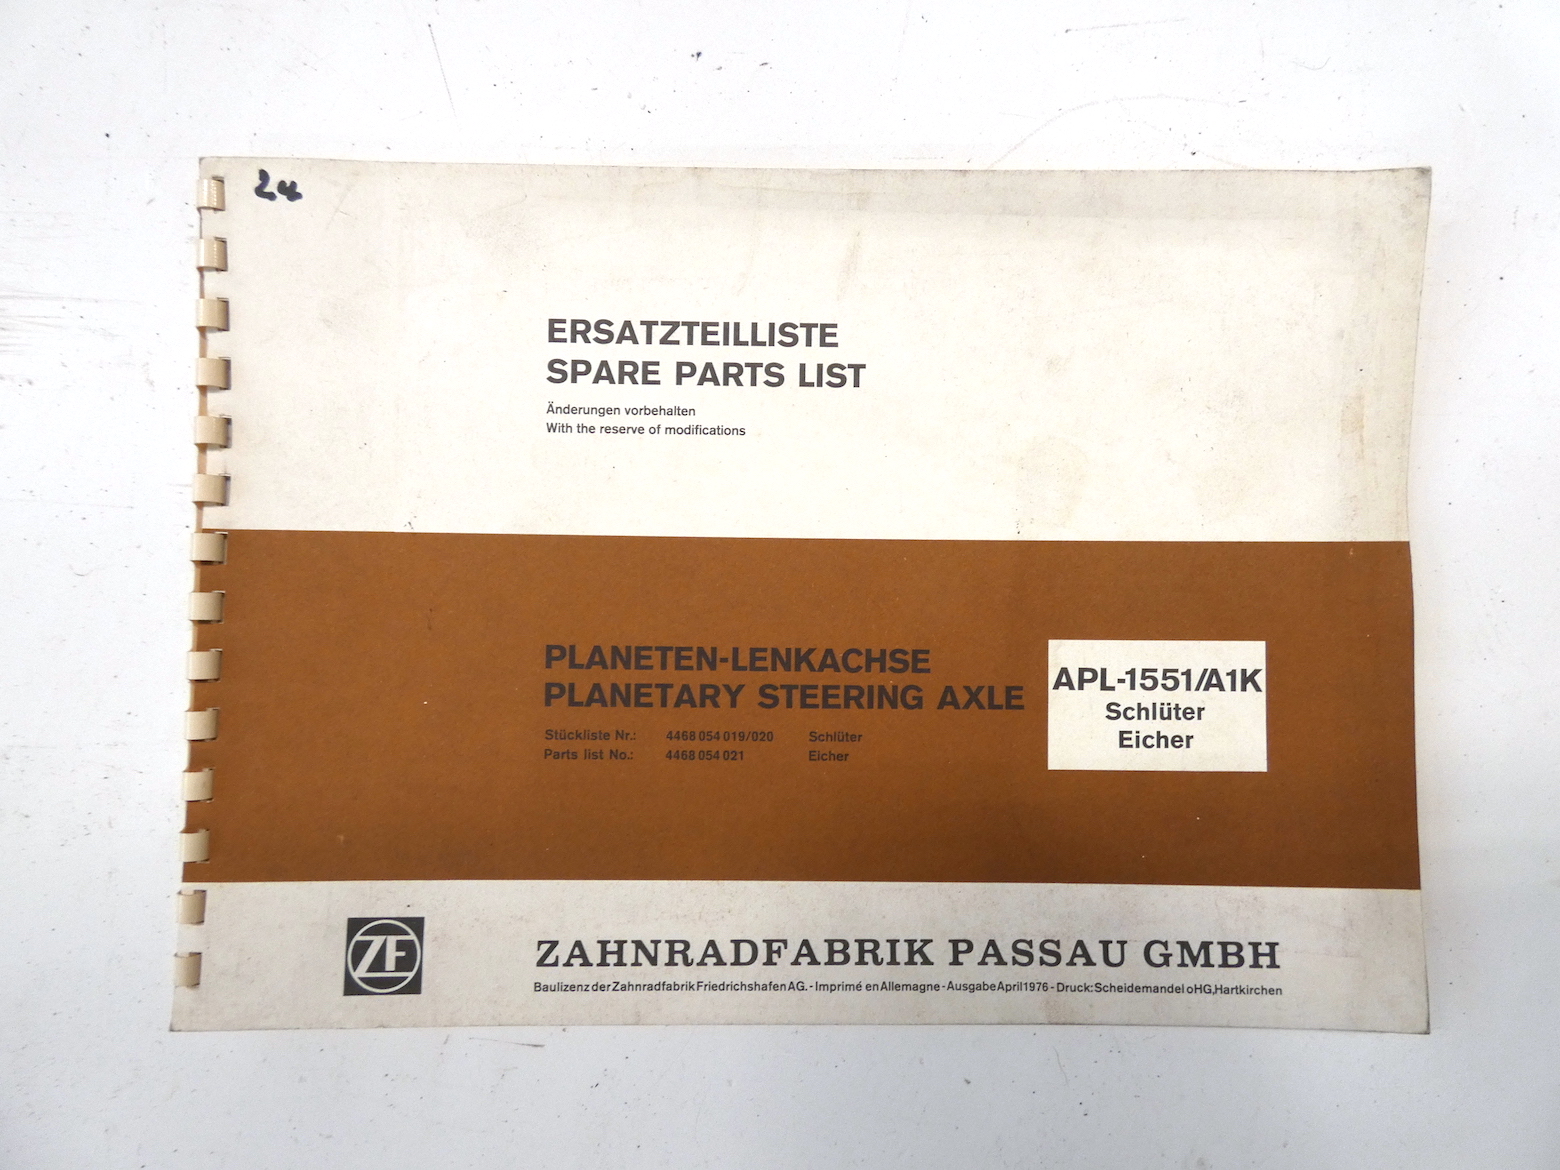 24
ERSATZTEILLISTE
SPARE PARTS LIST
Änderungen vorbehalten
With the reserve of modifications
PLANETEN-LENKACHSE
PLANETARY STEERING AXLE
Stückliste Nr.: 4468 054 019/020 Schlüter
Parts list No.: 4468 054 021 Eicher
APL-1551/A1K
Schlüter
Eicher
ZF
ZAHNRADFABRIK PASSAU GMBH
Baulizenz der Zahnradfabrik Friedrichshafen AG. - Imprimé en Allemagne - Ausgabe April 1976 - Druck: Scheidemandel oHG, Hartkirchen